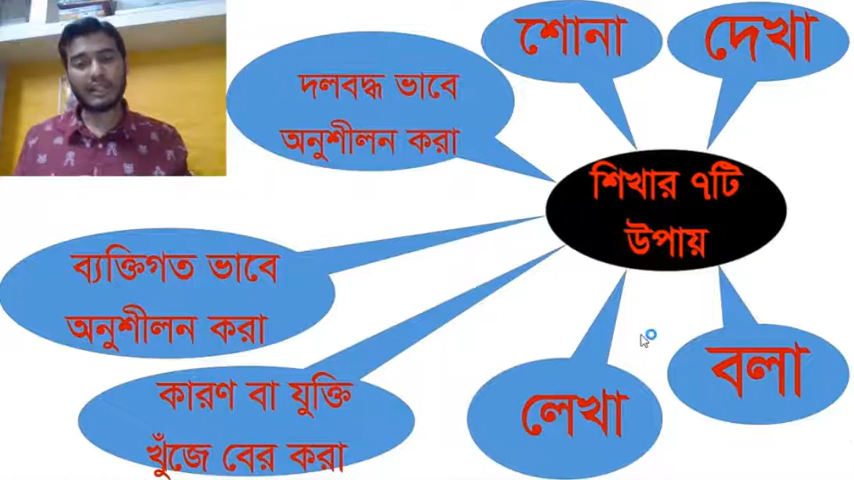 শোনা
দেখা
দলবদ্ধ ভাবে
অনুশীলন করা
শিখার ৭টি
উপায়
ব্যক্তিগত ভাবে
অনুশীলন করা
কারণ বা যুক্তি
খুঁজে বের করা
লেখা
বলা